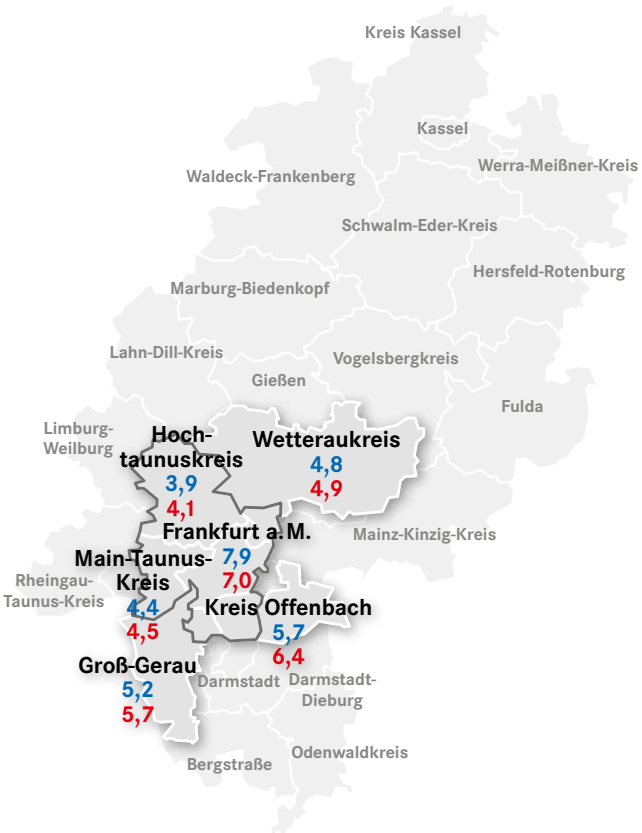 Kreis Kassel
Kassel
Werra-Meißner-Kreis
Waldeck-Frankenberg
Schwalm-Eder-Kreis
Hersfeld-Rotenburg
Marburg-Biedenkopf
Lahn-Dill-Kreis
Vogelsbergkreis
Gießen
Fulda
Limburg-
Weilburg
Hoch-
taunuskreis
3,9
4,1
Wetteraukreis
4,8
4,9
Frankfurt a. M.
7,9
7,0
Mainz-Kinzig-Kreis
Main-Taunus-
Kreis
4,4
4,5
Rheingau-
Taunus-Kreis
Kreis Offenbach
5,7
6,4
Groß-Gerau
5,2
5,7
Darmstadt
Darmstadt-
Dieburg
Odenwaldkreis
Bergstraße